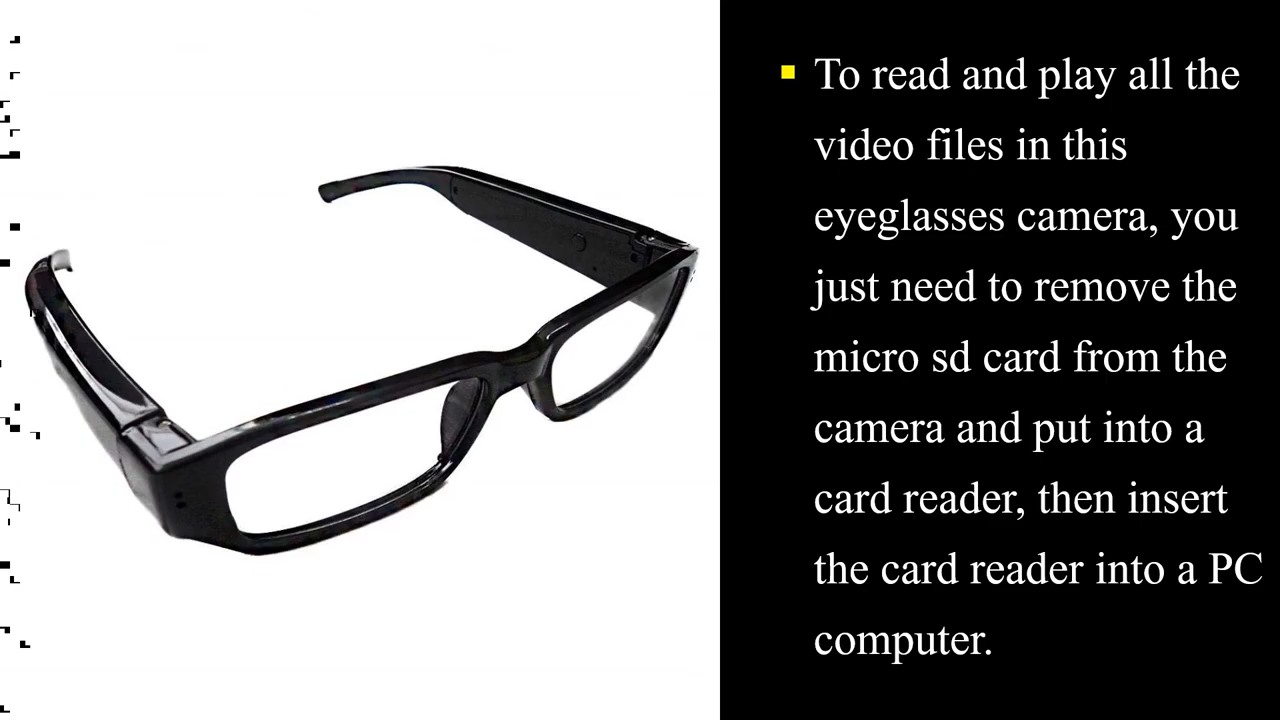 To read and play all the
video files in this
eyeglasses camera, you
just need to remove the
micro sd card from the
camera and put into a
card reader, then insert
the card reader into a PC
computer.